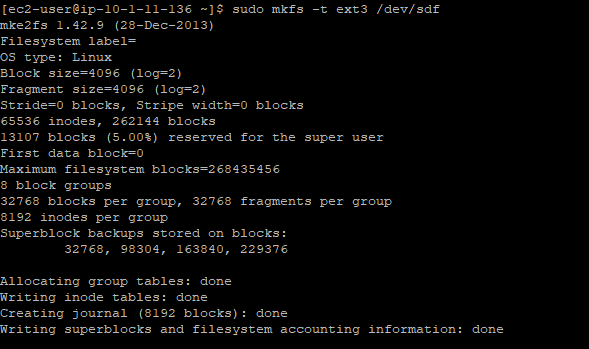 [ec2-user@ip-10-1-11-136 ~]$ sudo mkfs -t ext3 /dev/sdf
mke2fs 1.42.9 (28-Dec-2013)
Filesystem label=
OS type: Linux
Block size=4096 (log=2)
Fragment size=4096 (log=2)
Stride=0 blocks, Stripe width=0 blocks
65536 inodes, 262144 blocks
13107 blocks (5.00%) reserved for the super user
First data block=0
Maximum filesystem blocks=268435456
8 block groups
32768 blocks per group, 32768 fragments per group
8192 inodes per group
Superblock backups stored on blocks:
        32768, 98304, 163840, 229376

Allocating group tables: done
Writing inode tables: done
Creating journal (8192 blocks): done
Writing superblocks and filesystem accounting information: done